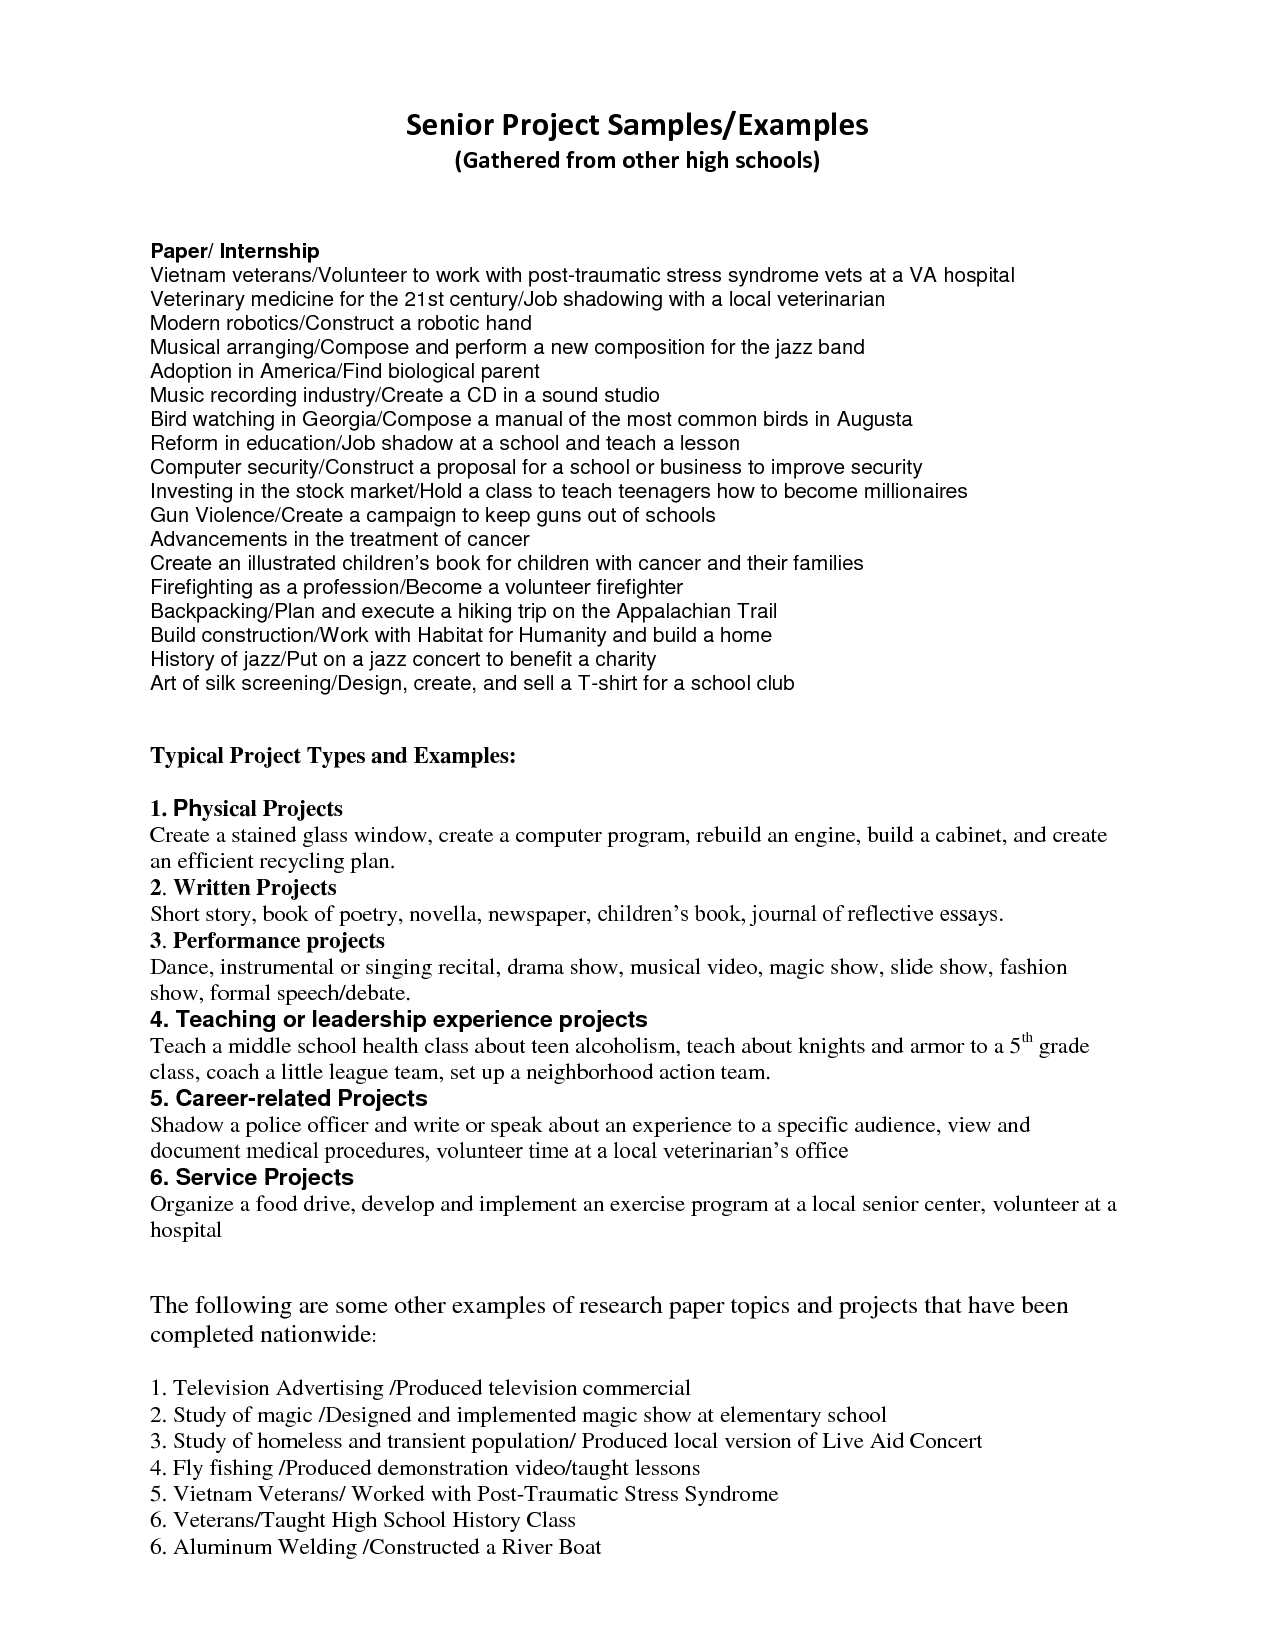 Senior Project Samples/Examples
(Gathered from other high schools)
Paper/ Internship
Vietnam veterans/Volunteer to work with post-traumatic stress syndrome vets at a VA hospital
Veterinary medicine for the 21st century/Job shadowing with a local veterinarian
Modern robotics/Construct a robotic hand
Musical arranging/Compose and perform a new composition for the jazz band
Adoption in America/Find biological parent
Music recording industry/Create a CD in a sound studio
Bird watching in Georgia/Compose a manual of the most common birds in Augusta
Reform in education/Job shadow at a school and teach a lesson
Computer security/Construct a proposal for a school or business to improve security
Investing in the stock market/Hold a class to teach teenagers how to become millionaires
Gun Violence/Create a campaign to keep guns out of schools
Advancements in the treatment of cancer
Create an illustrated children’s book for children with cancer and their families
Firefighting as a profession/Become a volunteer firefighter
Backpacking/Plan and execute a hiking trip on the Appalachian Trail
Build construction/Work with Habitat for Humanity and build a home
History of jazz/Put on a jazz concert to benefit a charity
Art of silk screening/Design, create, and sell a T-shirt for a school club
Typical Project Types and Examples:
1. Physical Projects
Create a stained glass window, create a computer program, rebuild an engine, build a cabinet, and create
an efficient recycling plan.
2. Written Projects
Short story, book of poetry, novella, newspaper, children’s book, journal of reflective essays.
3. Performance projects
Dance, instrumental or singing recital, drama show, musical video, magic show, slide show, fashion
show, formal speech/debate.
4. Teaching or leadership experience projects
Teach a middle school health class about teen alcoholism, teach about knights and armor to a 5th grade
class, coach a little league team, set up a neighborhood action team.
5. Career-related Projects
Shadow a police officer and write or speak about an experience to a specific audience, view and
document medical procedures, volunteer time at a local veterinarian’s office
6. Service Projects
Organize a food drive, develop and implement an exercise program at a local senior center, volunteer at a
hospital
The following are some other examples of research paper topics and projects that have been
completed nationwide:
1. Television Advertising /Produced television commercial
2. Study of magic /Designed and implemented magic show at elementary school
3. Study of homeless and transient population/ Produced local version of Live Aid Concert
4. Fly fishing /Produced demonstration video/taught lessons
5. Vietnam Veterans/ Worked with Post-Traumatic Stress Syndrome
6. Veterans/Taught High School History Class
6. Aluminum Welding /Constructed a River Boat